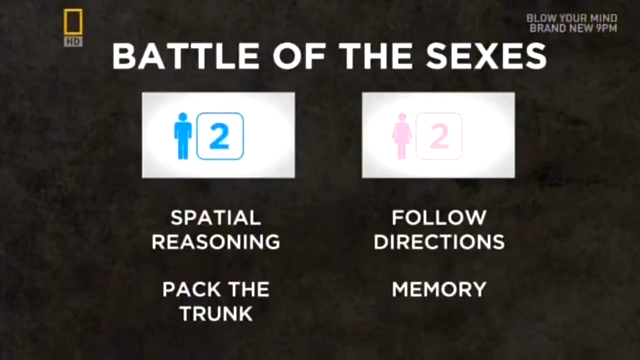 HD
BLOW YOUR MIND
BRAND NEW 9PM
BATTLE OF THE SEXES
2
2
SPATIAL
REASONING
FOLLOW
DIRECTIONS
PACK THE
TRUNK
MEMORY